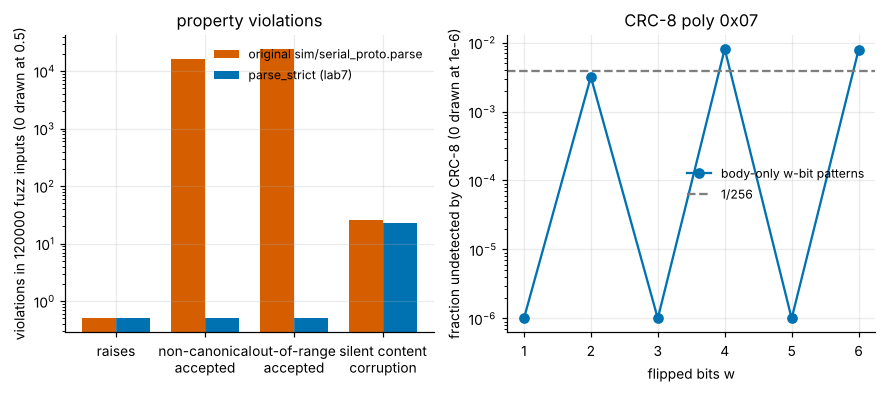 property violations
violations in 120000 fuzz inputs (0 drawn at 0.5)
10⁴
10³
10²
10¹
10⁰
original sim/serial_proto.parse
parse_strict (lab7)
raises
non-canonical
accepted
out-of-range
accepted
silent content
corruption
CRC-8 poly 0x07
fraction undetected by CRC-8 (0 drawn at 1e-6)
10⁻²
10⁻³
10⁻⁴
10⁻⁵
10⁻⁶
body-only w-bit patterns
1/256
1 2 3 4 5 6
flipped bits w